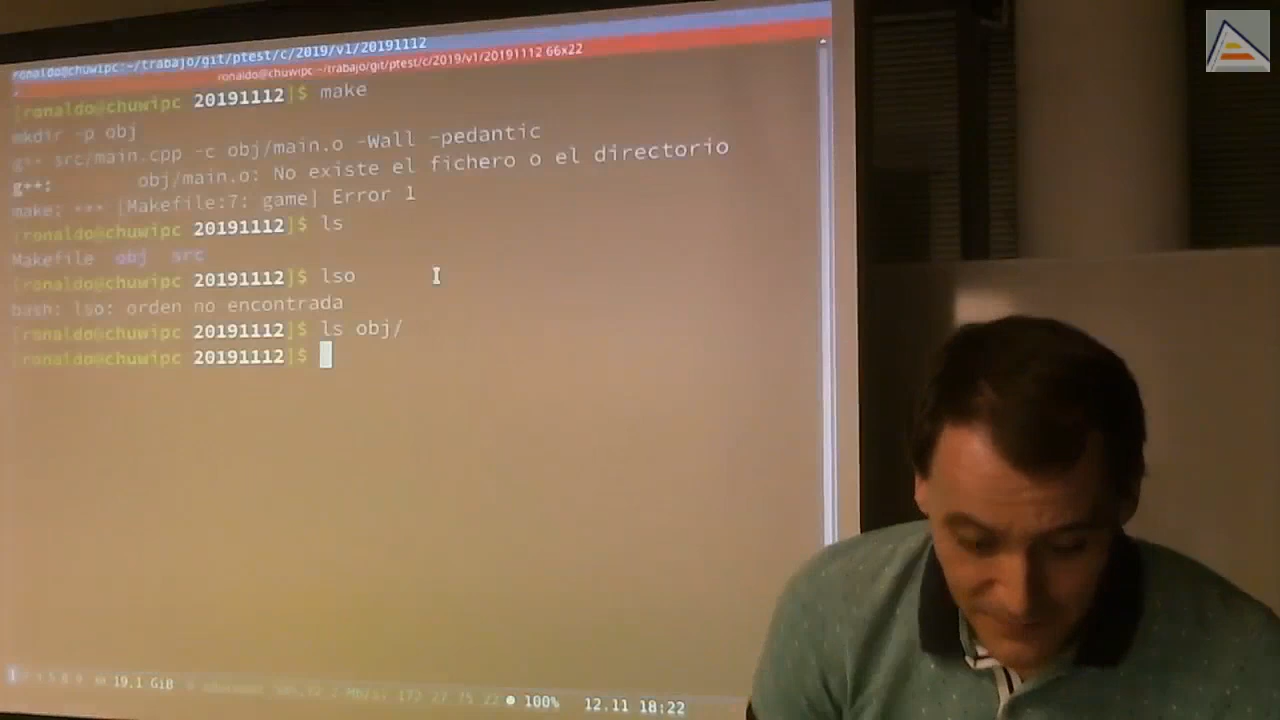 ronaldo@chuwipc:~/trabajo/git/ptest/c/2019/v1/20191112
ronaldo@chuwipc ~/trabajo/git/ptest/c/2019/v1/20191112 66x22
[ronaldo@chuwipc 20191112]$ make
mkdir -p obj
g++ src/main.cpp -c obj/main.o -Wall -pedantic
g++: obj/main.o: No existe el fichero o el directorio
make: *** [Makefile:7: game] Error 1
[ronaldo@chuwipc 20191112]$ ls
Makefile obj src
[ronaldo@chuwipc 20191112]$ lso
bash: lso: orden no encontrada
[ronaldo@chuwipc 20191112]$ ls obj/
[ronaldo@chuwipc 20191112]$
1 19.1 GiB 100% 12.11 18:22